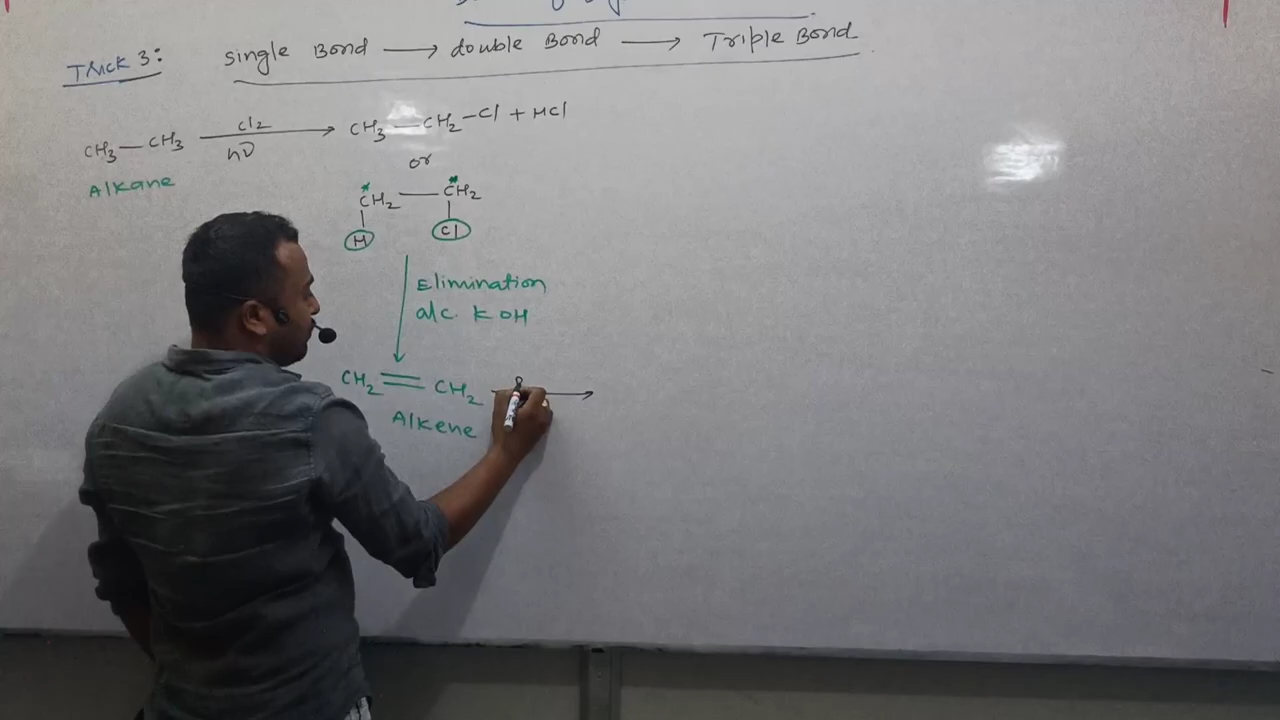 Trick 3: single Bond → double Bond → Triple Bond
Cl2
CH3—CH3 → CH3—CH2—Cl + HCl
hν
Alkane
or
* *
CH2—CH2
H Cl
Elimination
alc. KOH
CH2=CH2 →
Alkene